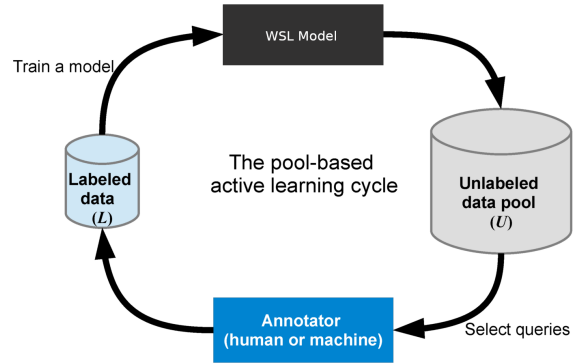 WSL Model
Train a model
The pool-based
active learning cycle
Labeled
data
(L)
Unlabeled
data pool
(U)
Annotator
(human or machine)
Select queries